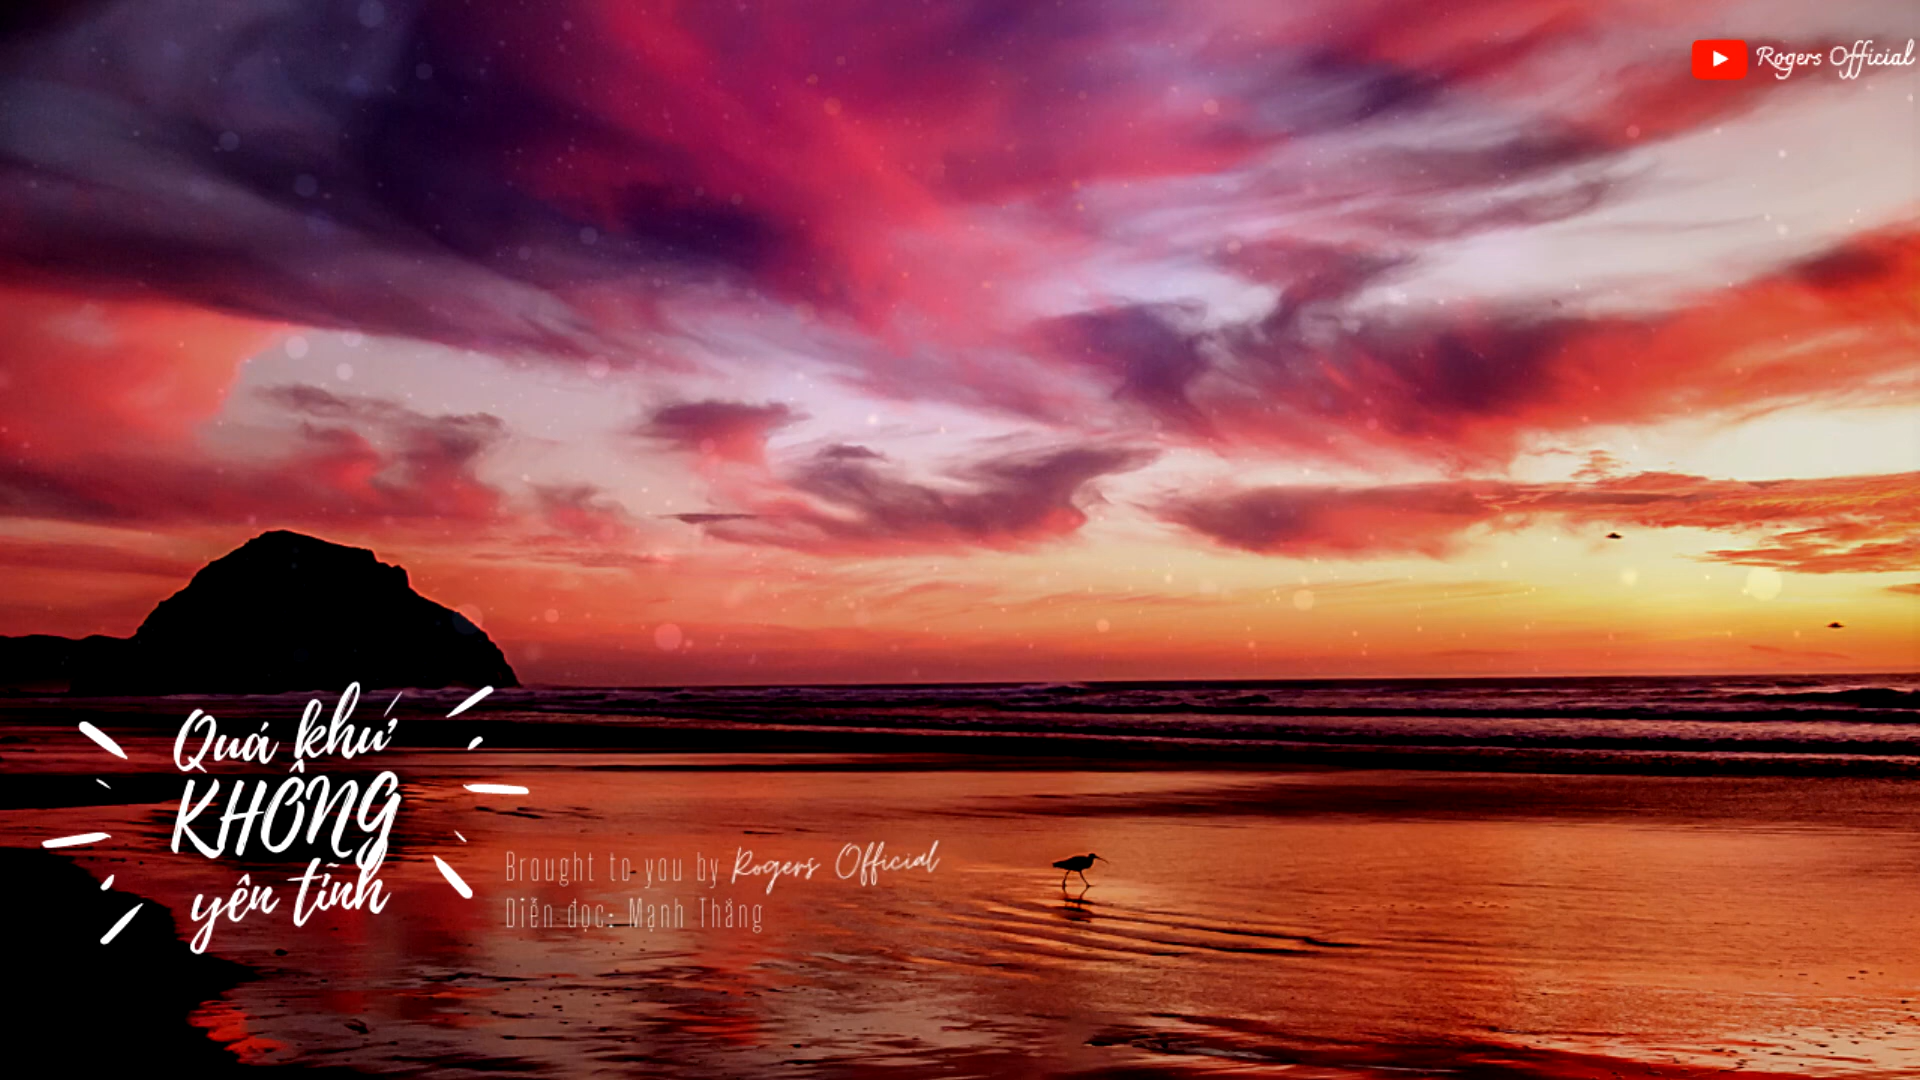 Rogers Official
Quá khứ
KHÔNG
yên tĩnh
Brought to you by Rogers Official
Diễn đọc: Mạnh Thắng